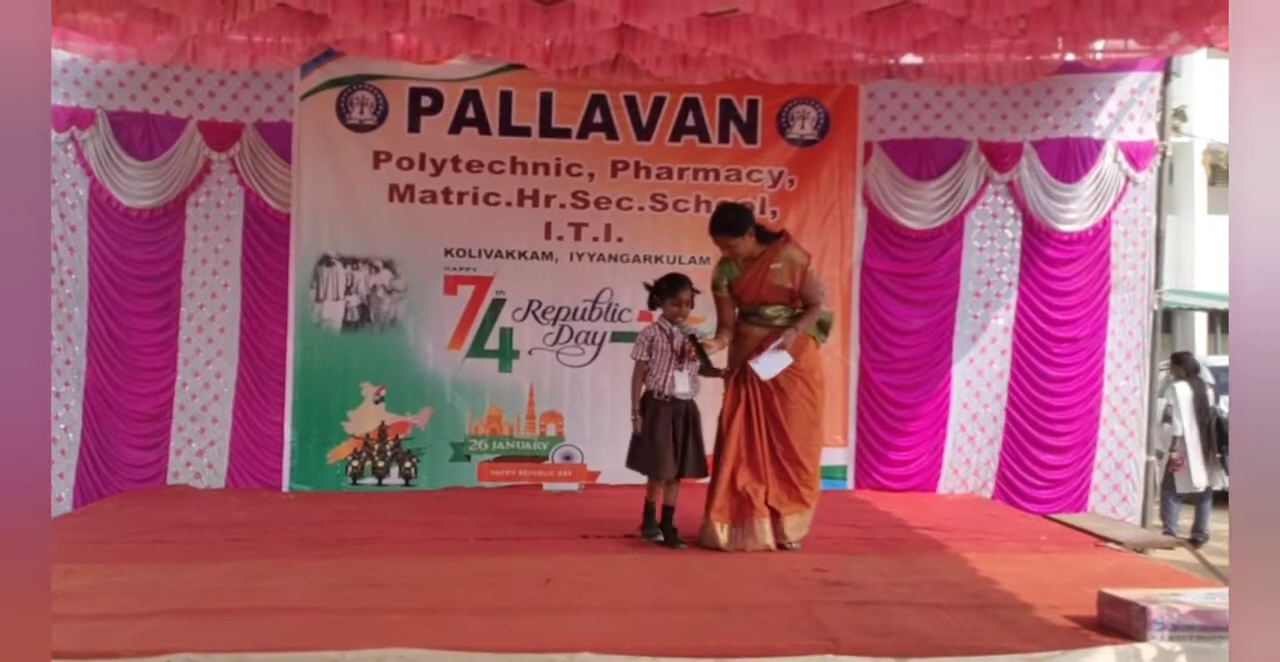 PALLAVAN
Polytechnic, Pharmacy,
Matric.Hr.Sec.School,
I.T.I.
KOLIVAKKAM, IYYANGARKULAM
HAPPY
74th
Republic
Day
26 JANUARY
HAPPY REPUBLIC DAY